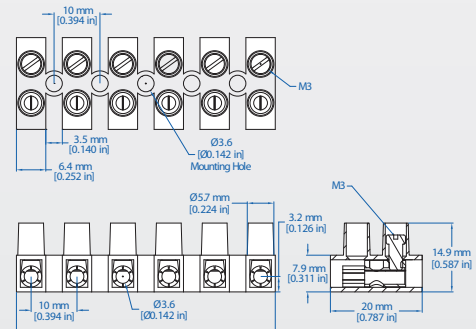 10 mm
[0.394 in]
M3
3.5 mm
[0.140 in]
Ø3.6
[Ø0.142 in]
Mounting Hole
6.4 mm
[0.252 in]
Ø5.7 mm
[0.224 in]
M3
3.2 mm
[0.126 in]
14.9 mm
[0.587 in]
7.9 mm
[0.311 in]
10 mm
[0.394 in]
Ø3.6
[Ø0.142 in]
20 mm
[0.787 in]